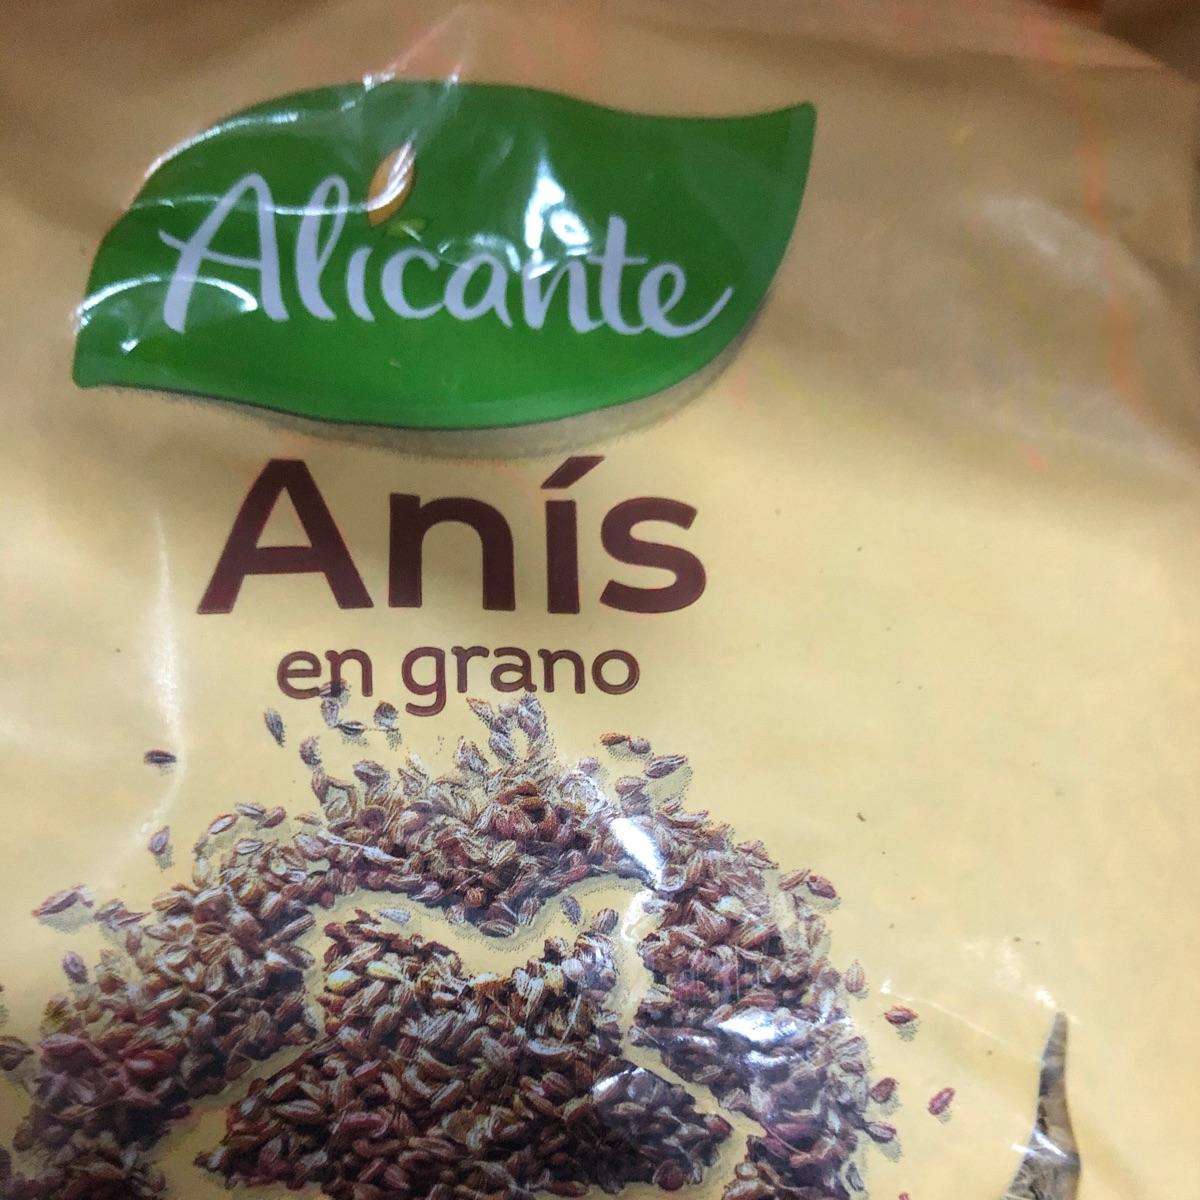 Alicante
Anís
en grano